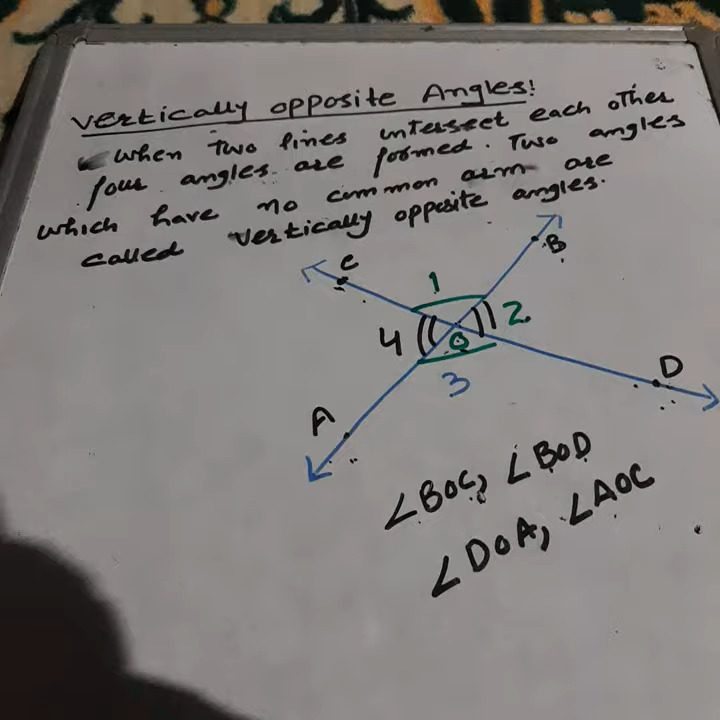 Vertically opposite Angles!
when two lines intersect each other
four angles are formed. Two angles
which have no common arm are
called vertically opposite angles.
C
B
1
4
2
O
3
D
A
∠BOC, ∠BOD
∠DOA, ∠AOC